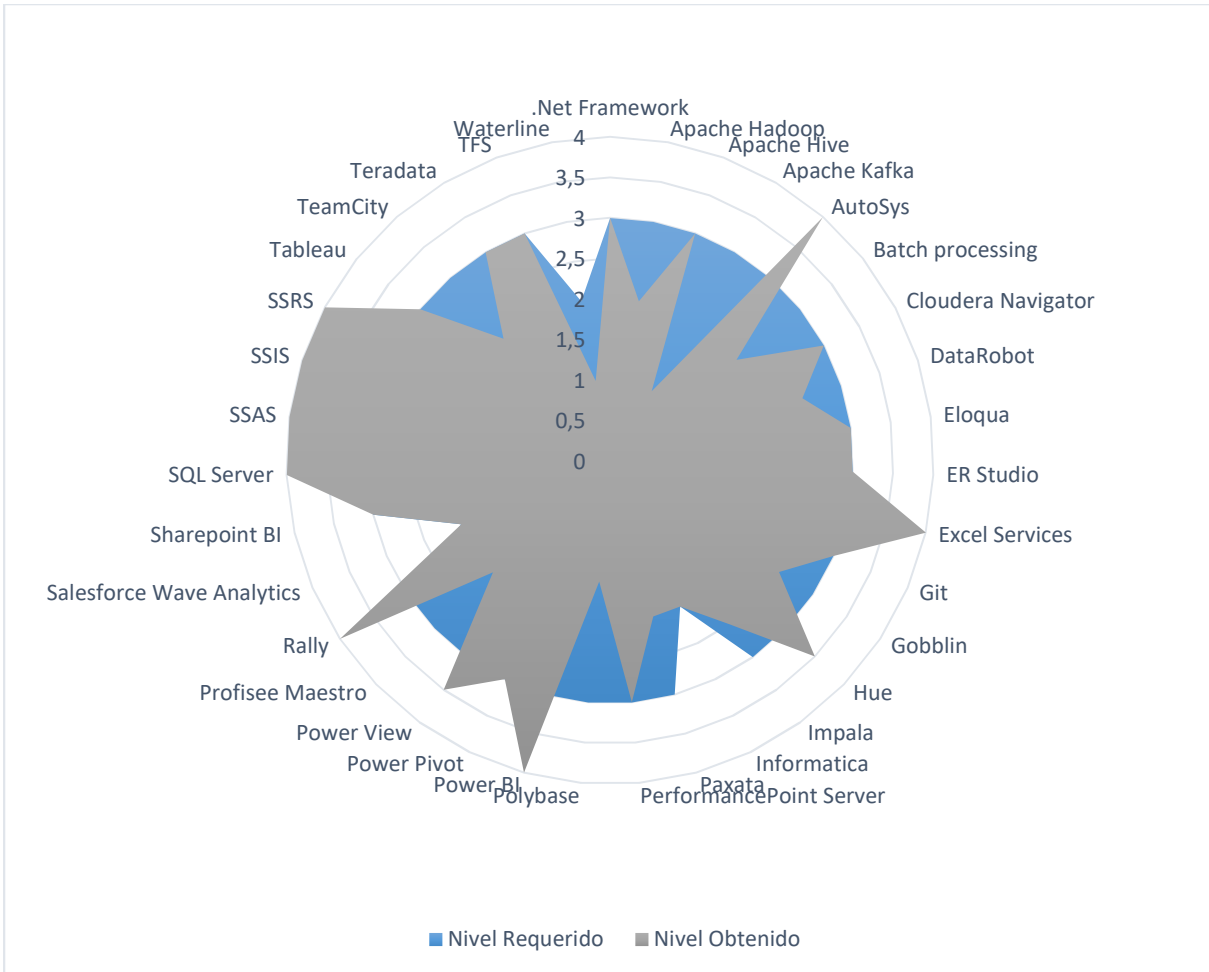 .Net Framework
Apache Hadoop
Apache Hive
Apache Kafka
AutoSys
Batch processing
Cloudera Navigator
DataRobot
Eloqua
ER Studio
Excel Services
Git
Gobblin
Hue
Impala
Informatica
Paxata
PerformancePoint Server
Polybase
Power BI
Power Pivot
Power View
Profisee Maestro
Rally
Salesforce Wave Analytics
Sharepoint BI
SQL Server
SSAS
SSIS
SSRS
Tableau
TeamCity
Teradata
TFS
Waterline
4
3,5
3
2,5
2
1,5
1
0,5
0
Nivel Requerido
Nivel Obtenido